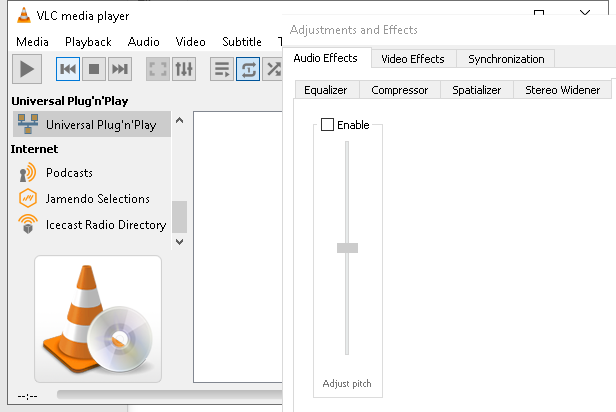 VLC media player
Media Playback Audio Video Subtitle T
Universal Plug'n'Play
Universal Plug'n'Play
Internet
Podcasts
Jamendo Selections
Icecast Radio Directory
--:--
Adjustments and Effects
Audio Effects Video Effects Synchronization
Equalizer Compressor Spatializer Stereo Widener
Enable
Adjust pitch